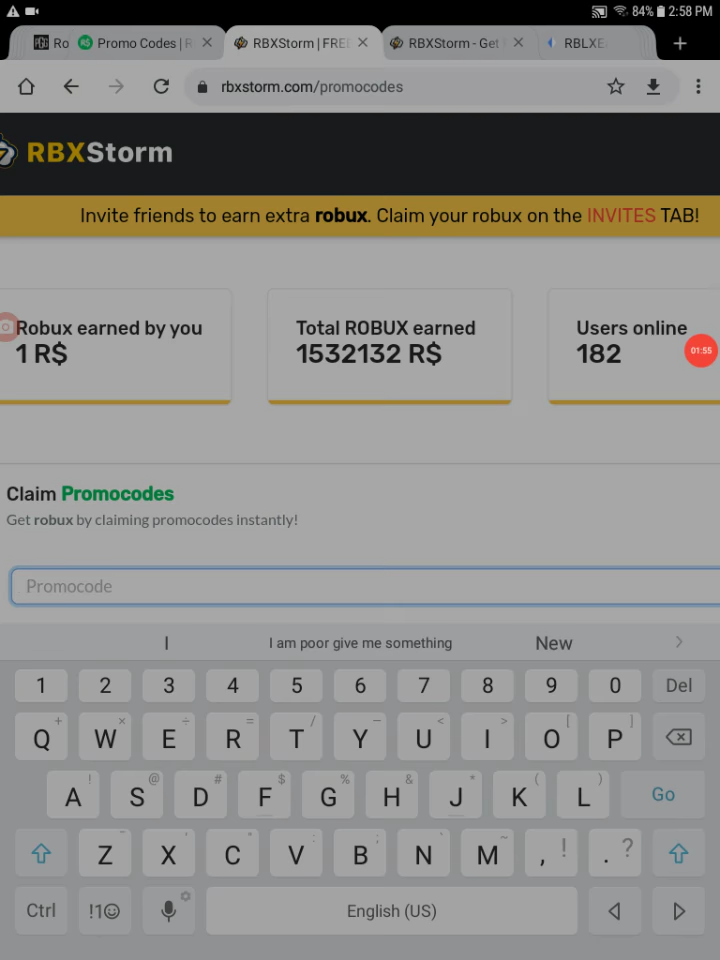 84% 2:58 PM
Ro Promo Codes | R RBXStorm | FREE RBXStorm - Get RBLXE
rbxstorm.com/promocodes
RBXStorm
Invite friends to earn extra robux. Claim your robux on the INVITES TAB!
Robux earned by you Total ROBUX earned Users online
1 R$ 1532132 R$ 182
01:55
Claim Promocodes
Get robux by claiming promocodes instantly!
Promocode
I I am poor give me something New
1 2 3 4 5 6 7 8 9 0 Del
Q W E R T Y U I O P
A S D F G H J K L Go
Z X C V B N M , ! . ?
Ctrl !1☺ English (US)